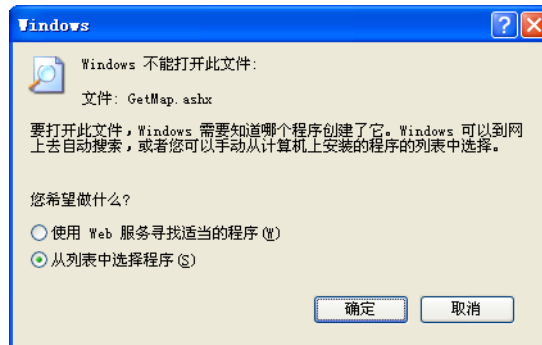 Windows
Windows 不能打开此文件:
文件: GetMap.ashx
要打开此文件，Windows 需要知道哪个程序创建了它。Windows 可以到网
上去自动搜索，或者您可以手动从计算机上安装的程序的列表中选择。
您希望做什么?
使用 Web 服务寻找适当的程序(W)
从列表中选择程序(S)
确定 取消